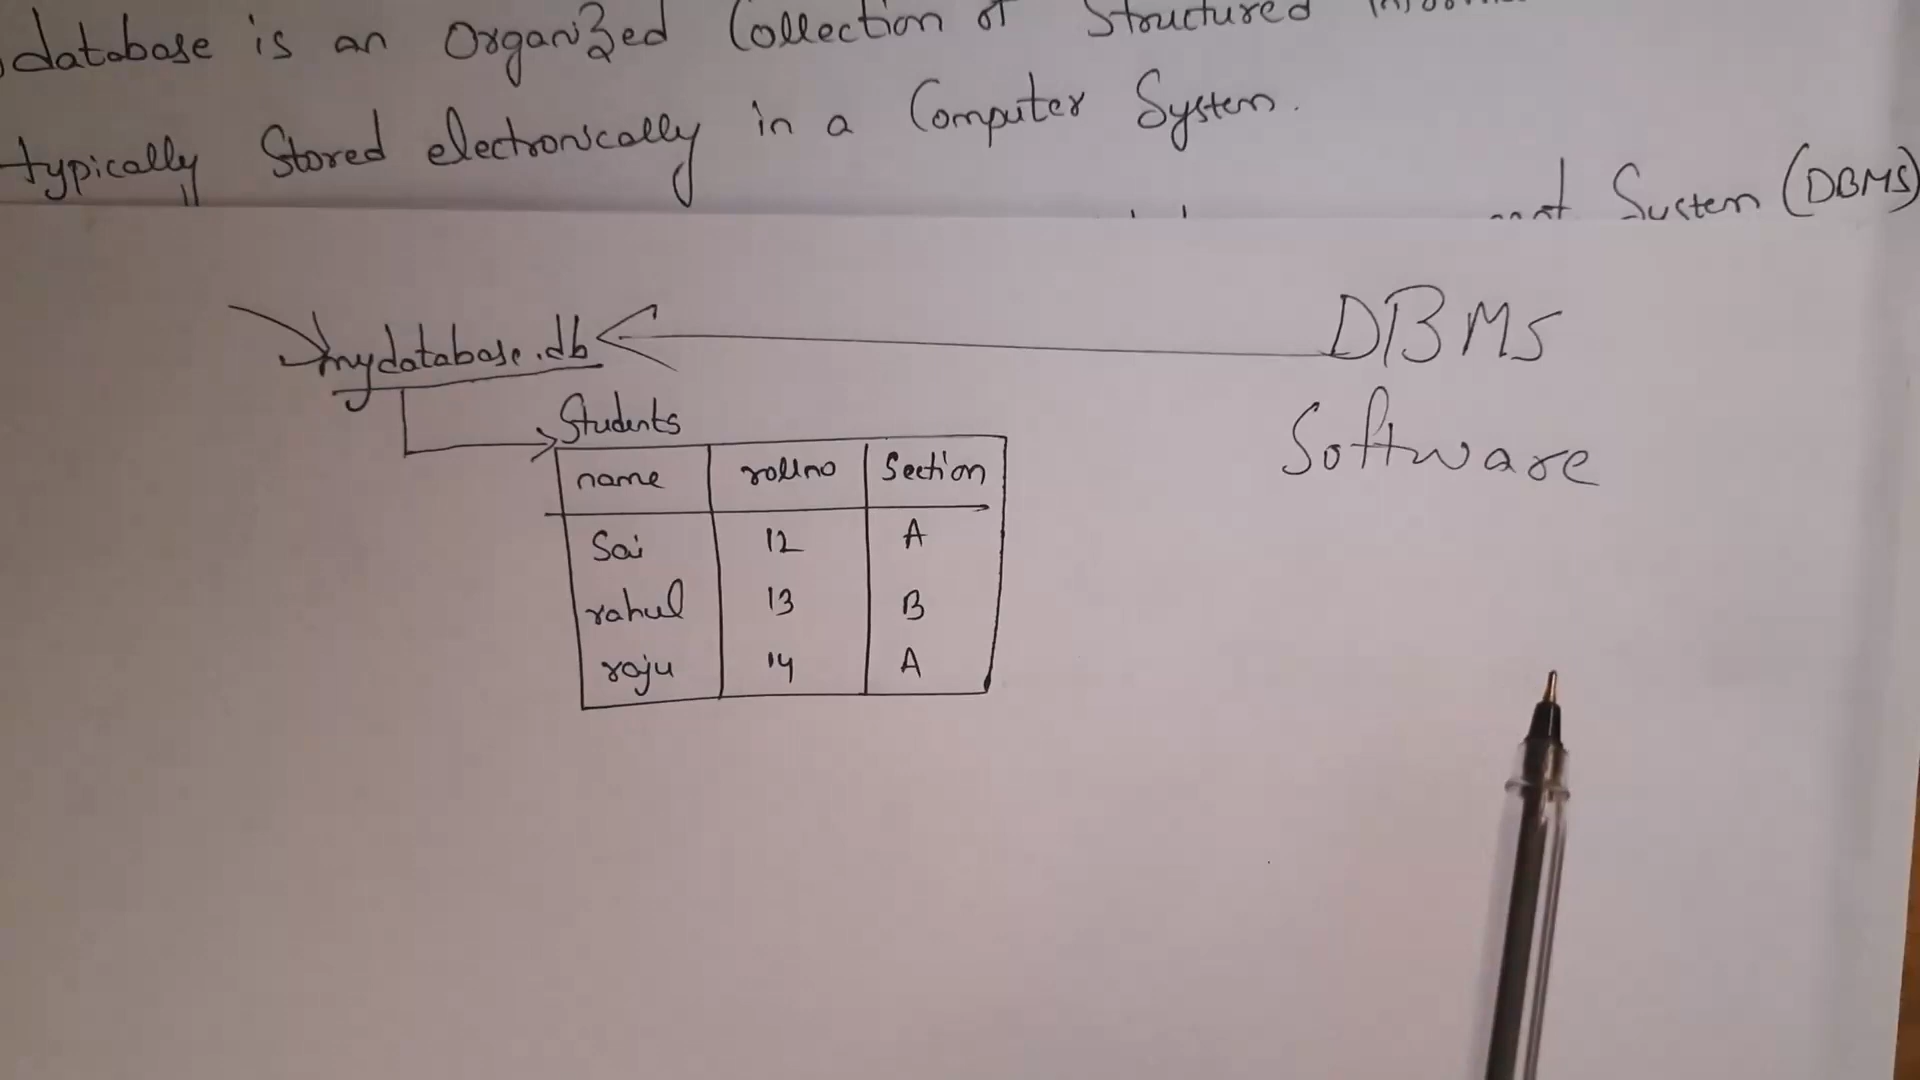 database is an Organized Collection of Structured
typically Stored electronically in a Computer System.
System (DBMS)
mydatabase.db
DBMS
Software
Students
name rollno Section
Sai 12 A
rahul 13 B
raju 14 A